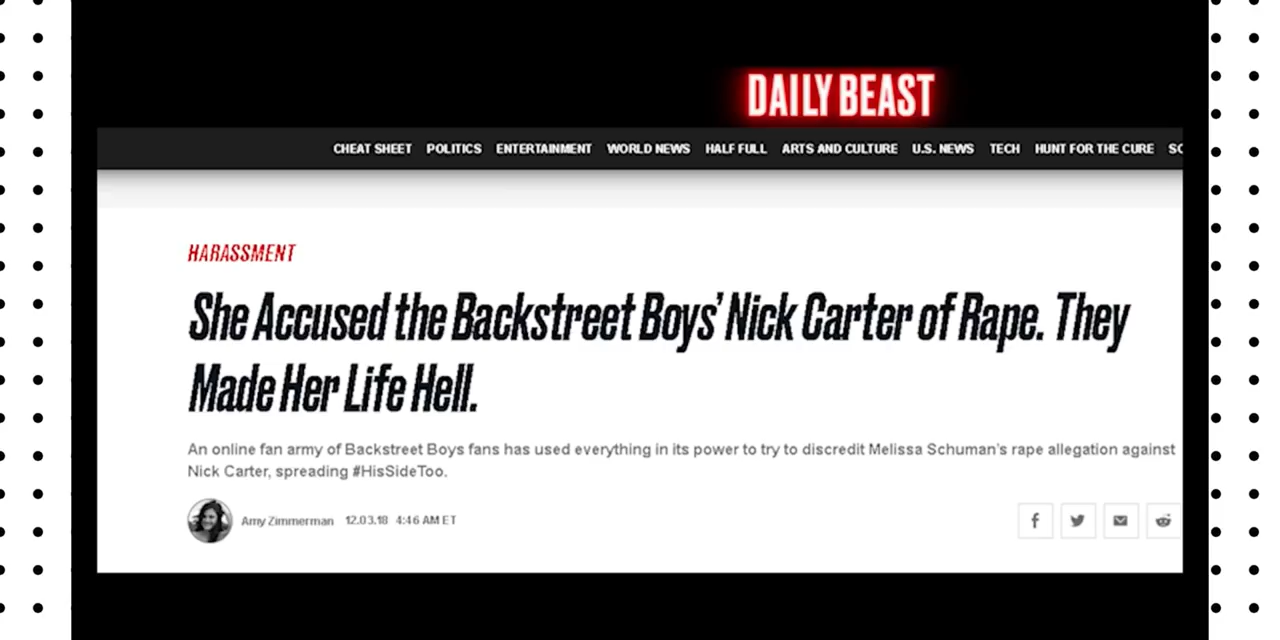 DAILY BEAST
CHEAT SHEET POLITICS ENTERTAINMENT WORLD NEWS HALF FULL ARTS AND CULTURE U.S. NEWS TECH HUNT FOR THE CURE SC
HARASSMENT
She Accused the Backstreet Boys’ Nick Carter of Rape. They
Made Her Life Hell.
An online fan army of Backstreet Boys fans has used everything in its power to try to discredit Melissa Schuman’s rape allegation against
Nick Carter, spreading #HisSideToo.
Amy Zimmerman 12.03.18 4:46 AM ET